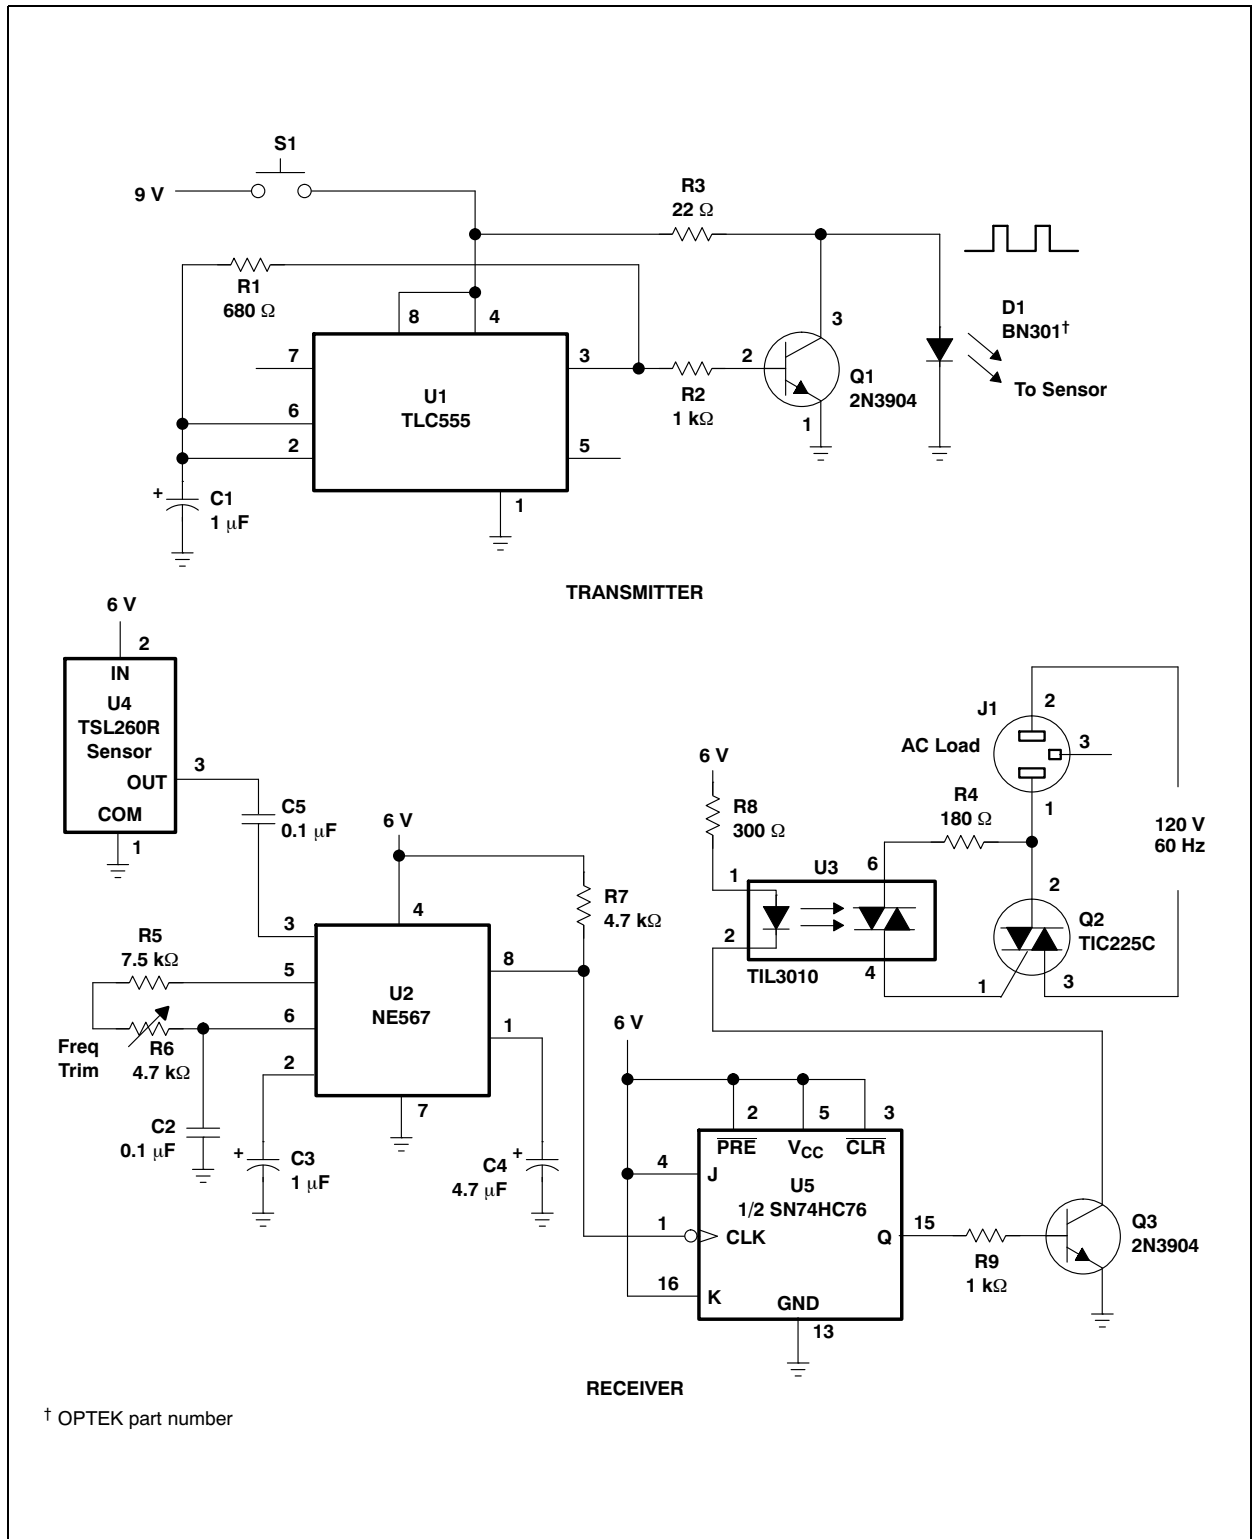 S1
9 V
R3
22 Ω
R1
680 Ω
8
4
3
D1
BN301†
7
3
2
U1
TLC555
Q1
2N3904
To Sensor
R2
1 kΩ
6
1
2
5
+
C1
1 μF
1
TRANSMITTER
6 V
2
IN
U4
TSL260R
Sensor
OUT
3
COM
1
C5
0.1 μF
6 V
J1
2
AC Load
3
6 V
R8
300 Ω
R4
180 Ω
1
120 V
60 Hz
U3
6
1
2
R7
4.7 kΩ
4
Q2
TIC225C
3
2
R5
7.5 kΩ
5
8
TIL3010
4
1
3
U2
NE567
6
1
Freq
Trim
R6
4.7 kΩ
6 V
2
7
2
5
3
C2
0.1 μF
+
C3
1 μF
C4
4.7 μF
+
PRE
VCC
CLR
4
J
U5
1/2 SN74HC76
1
CLK
Q
15
Q3
2N3904
R9
1 kΩ
16
K
GND
13
RECEIVER
† OPTEK part number